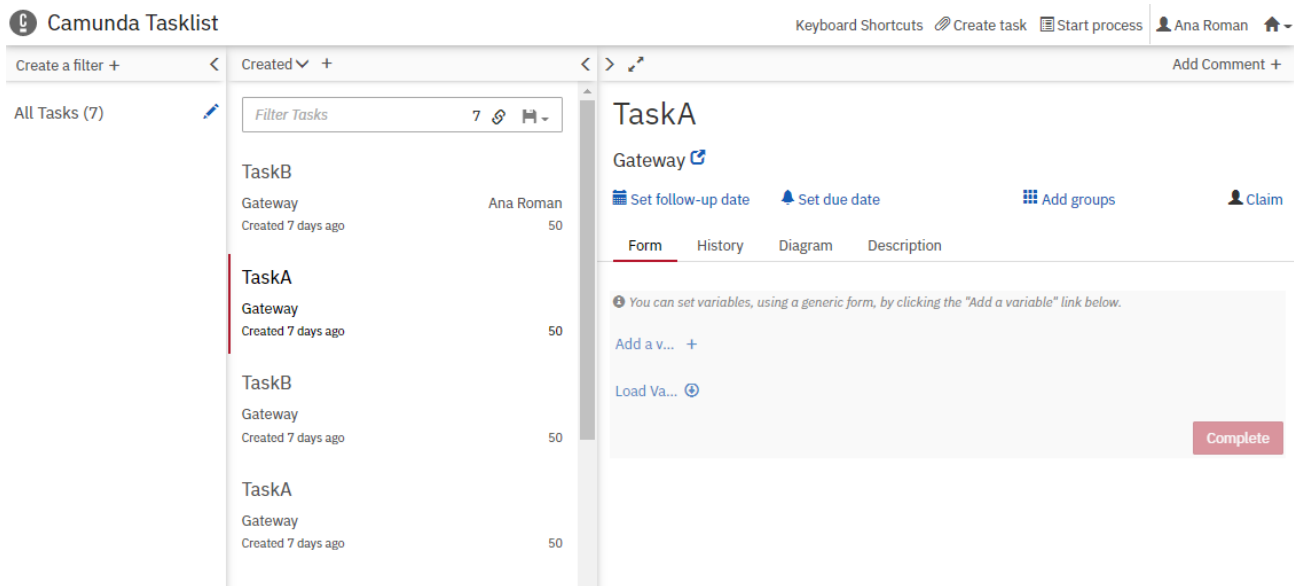 Camunda Tasklist
Keyboard Shortcuts Create task Start process Ana Roman
Create a filter +
Created +
Add Comment +
All Tasks (7)
Filter Tasks 7
TaskB
Gateway Ana Roman
Created 7 days ago 50
TaskA
Gateway
Created 7 days ago 50
TaskB
Gateway
Created 7 days ago 50
TaskA
Gateway
Created 7 days ago 50
TaskA
Gateway
Set follow-up date Set due date Add groups Claim
Form History Diagram Description
You can set variables, using a generic form, by clicking the "Add a variable" link below.
Add a v... +
Load Va...
Complete